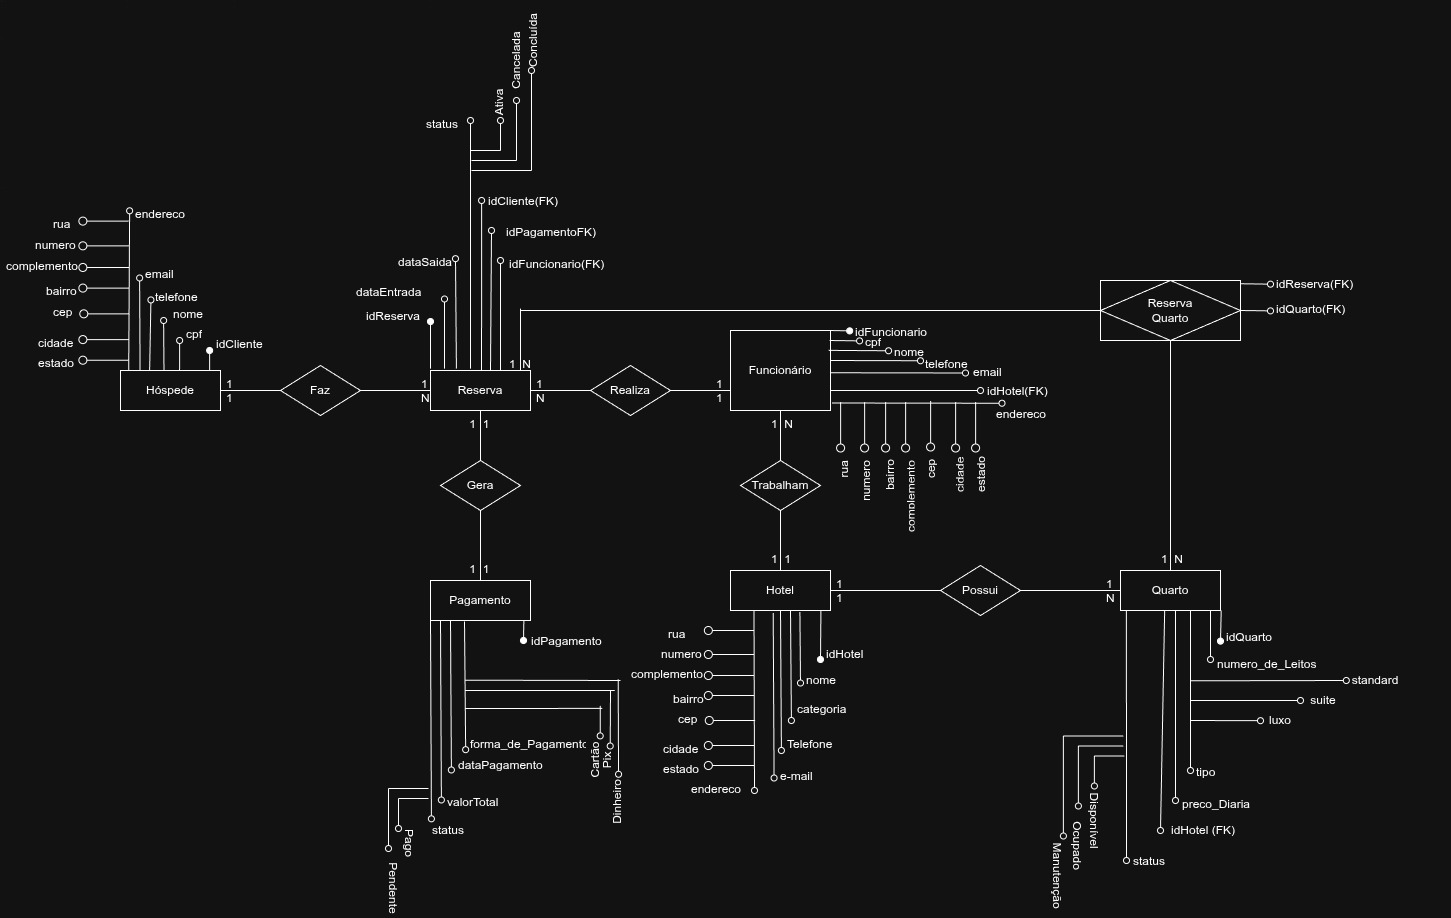 Concluída
Cancelada
Ativa
status
idCliente(FK)
idPagamentoFK)
idFuncionario(FK)
dataSaida
dataEntrada
idReserva
endereco
rua
numero
complemento
bairro
cep
cidade
estado
email
telefone
nome
cpf
idCliente
Hóspede
1
1
Faz
1
N
Reserva
1 N
1
N
Realiza
1
1
Funcionário
idFuncionario
cpf
nome
telefone
email
idHotel(FK)
endereco
rua
numero
bairro
complemento
cep
cidade
estado
Reserva
Quarto
idReserva(FK)
idQuarto(FK)
1 1
Gera
1 1
1 N
Trabalham
1 1
1 N
Pagamento
idPagamento
forma_de_Pagamento
Cartão
Pix
Dinheiro
dataPagamento
valorTotal
status
Pago
Pendente
Hotel
1
1
Possui
1
N
Quarto
rua
numero
complemento
bairro
cep
cidade
estado
endereco
idHotel
nome
categoria
Telefone
e-mail
idQuarto
numero_de_Leitos
standard
suite
luxo
tipo
preco_Diaria
idHotel (FK)
status
Disponível
Ocupado
Manutenção